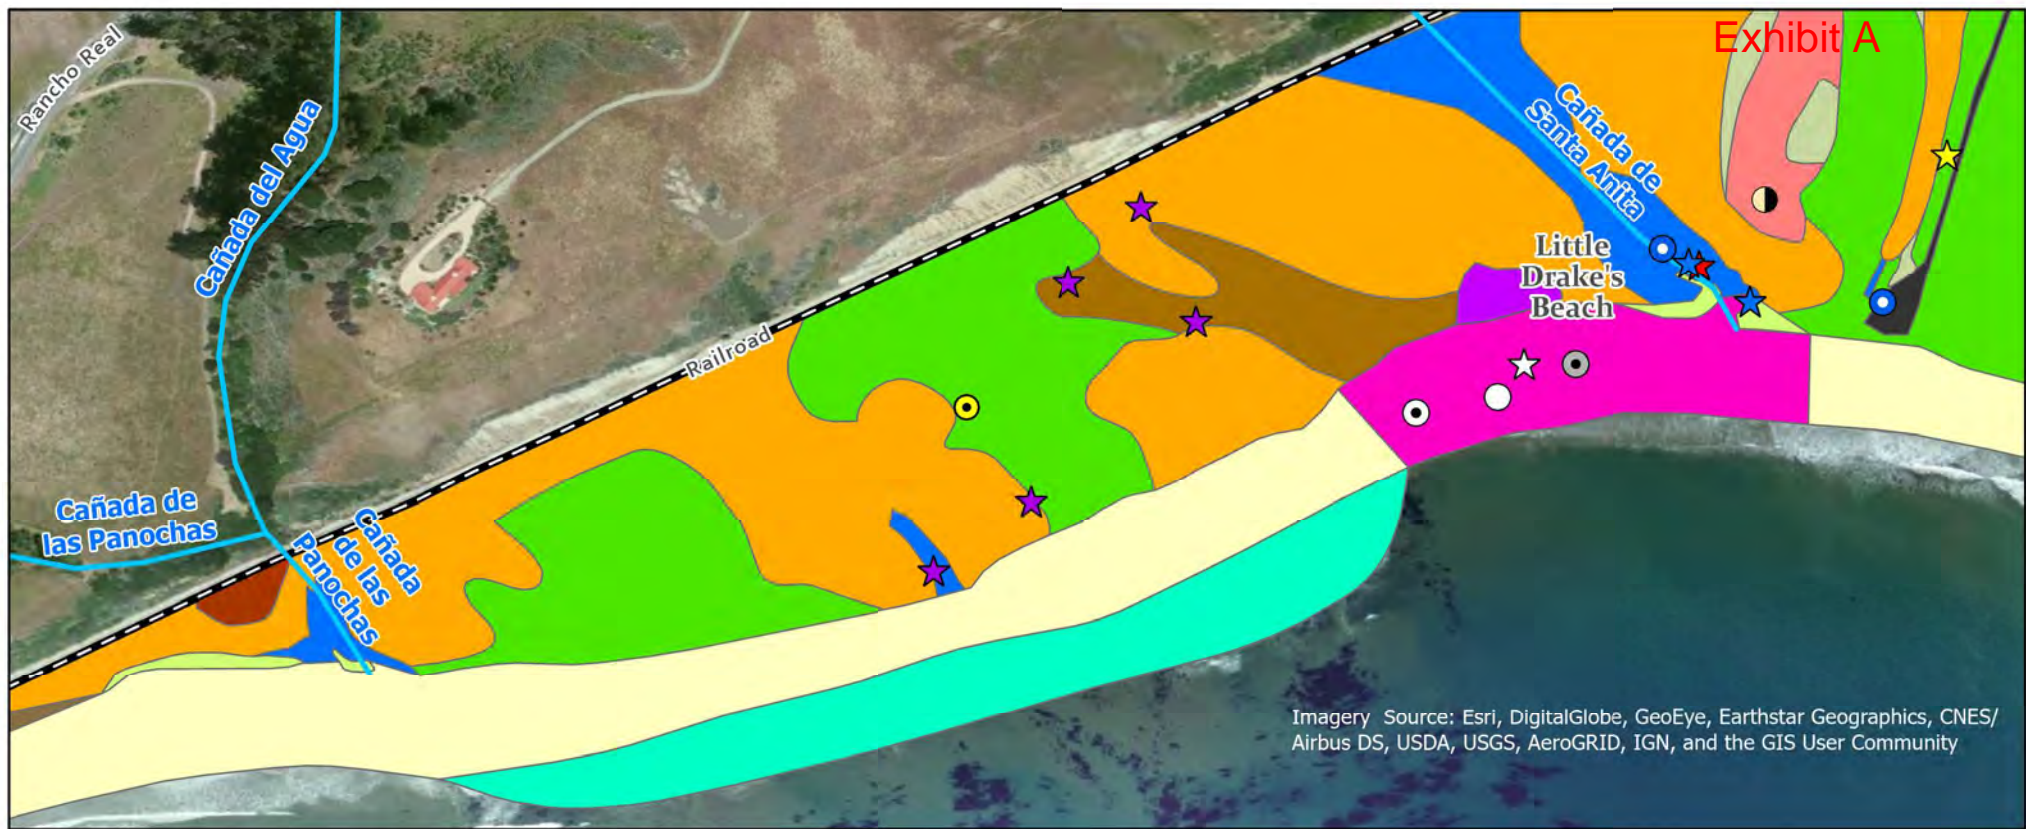 Exhibit A
Rancho Real
Cañada del Agua
Cañada de
Santa Anita
Little
Drake's
Beach
Railroad
Cañada de
las Panochas
Cañada
de las
Panochas
Imagery Source: Esri, DigitalGlobe, GeoEye, Earthstar Geographics, CNES/
Airbus DS, USDA, USGS, AeroGRID, IGN, and the GIS User Community